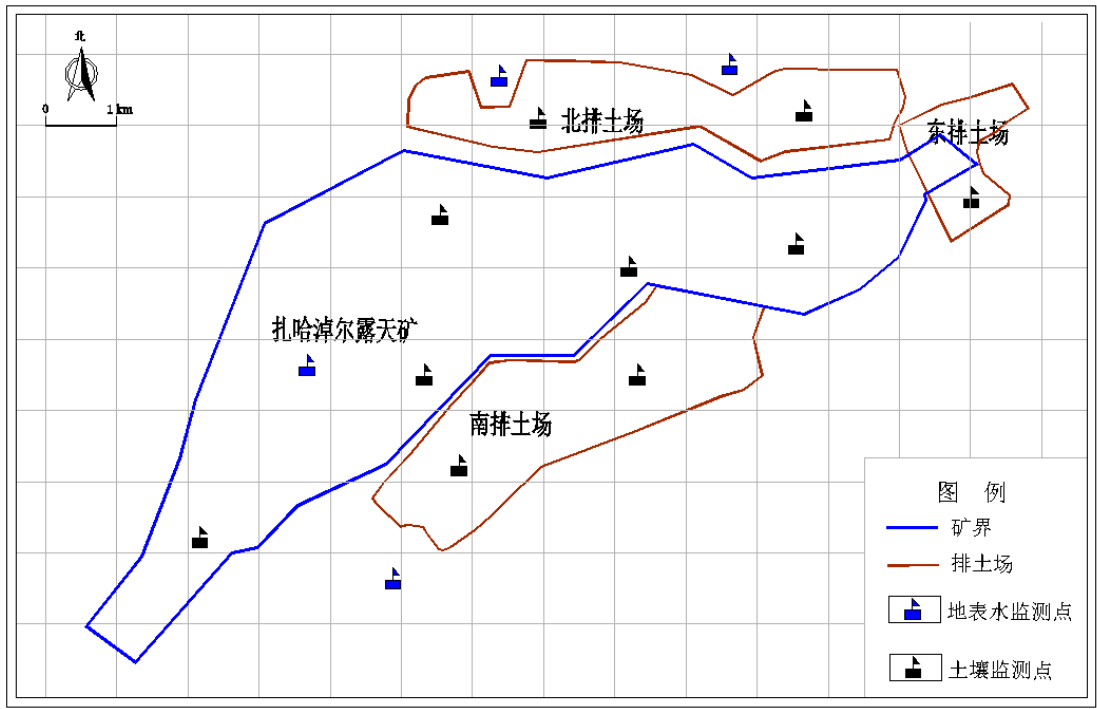 北
0 1km
北排土场
东排土场
扎哈淖尔露天矿
南排土场
图 例
矿界
排土场
地表水监测点
土壤监测点